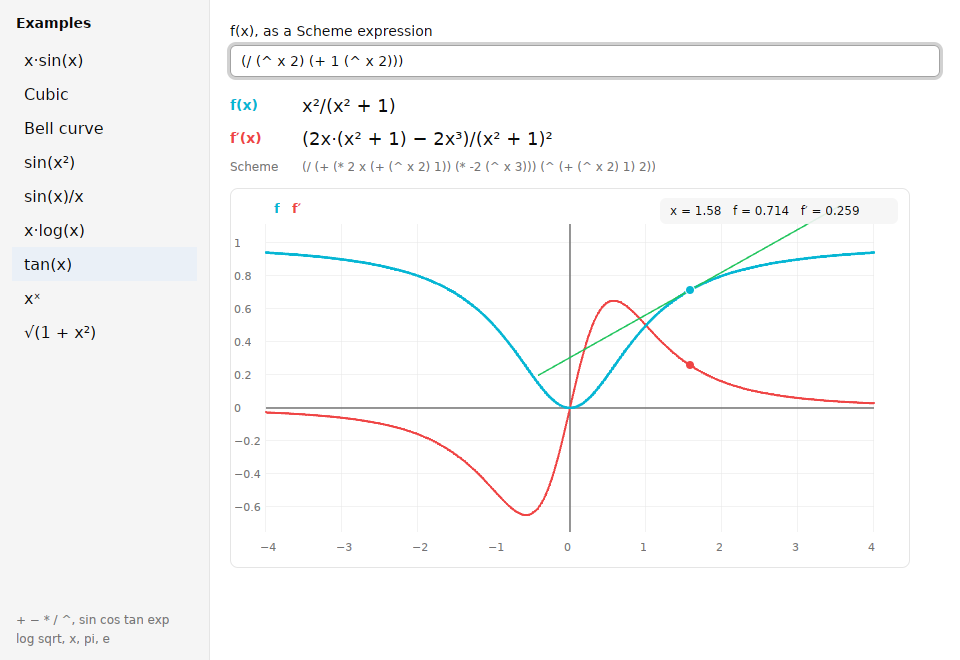 Examples
x·sin(x)
Cubic
Bell curve
sin(x²)
sin(x)/x
x·log(x)
tan(x)
xˣ
√(1 + x²)
+ − * / ^, sin cos tan exp
log sqrt, x, pi, e
f(x), as a Scheme expression
(/ (^ x 2) (+ 1 (^ x 2)))
f(x) x²/(x² + 1)
f′(x) (2x·(x² + 1) − 2x³)/(x² + 1)²
Scheme (/ (+ (* 2 x (+ (^ x 2) 1)) (* -2 (^ x 3))) (^ (+ (^ x 2) 1) 2))
f f′
x = 1.58 f = 0.714 f′ = 0.259
1
0.8
0.6
0.4
0.2
0
−0.2
−0.4
−0.6
−4 −3 −2 −1 0 1 2 3 4